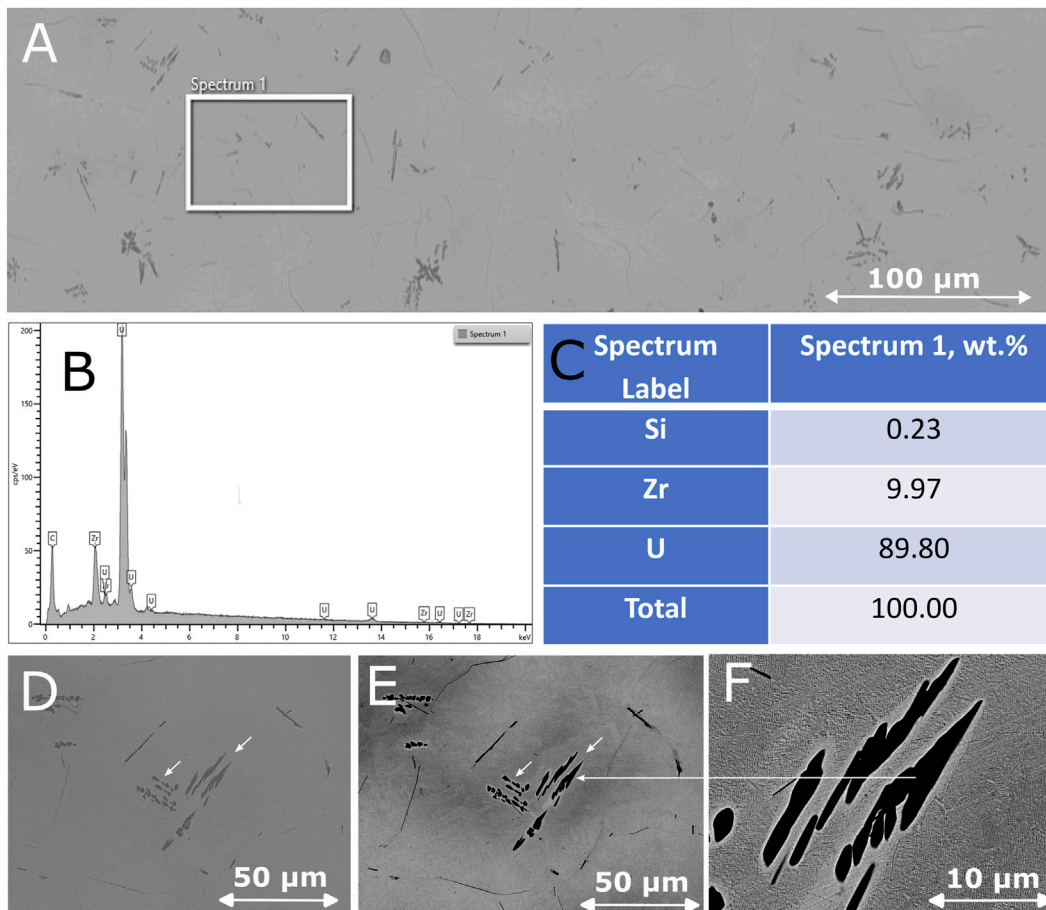 A
Spectrum 1
100 µm
B
Spectrum 1
cps/eV
200
150
100
50
0
C
Zr
U
Zr
U
U
U
U
U
Zr
U
U
Zr
0
2
4
6
8
10
12
14
16
18
keV
C
Spectrum Label
Spectrum 1, wt.%
Si
0.23
Zr
9.97
U
89.80
Total
100.00
D
50 µm
E
50 µm
F
10 µm